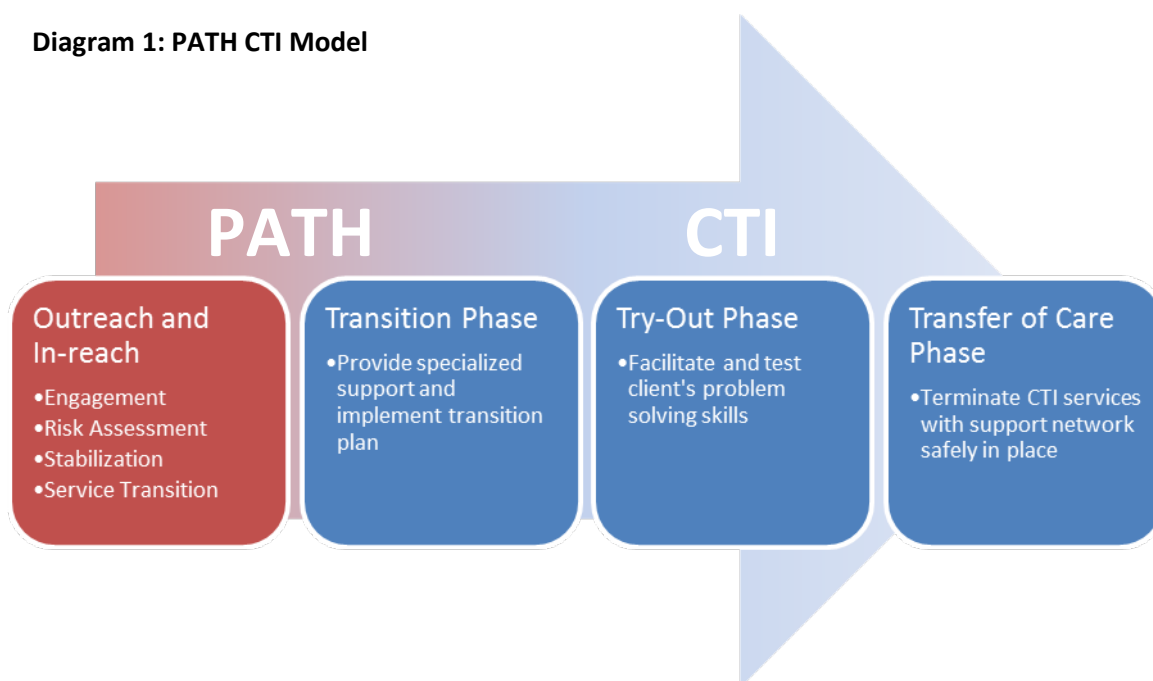 Diagram 1: PATH CTI Model
PATH
CTI
Outreach and
In-reach
•Engagement
•Risk Assessment
•Stabilization
•Service Transition
Transition Phase
•Provide specialized
support and
implement transition
plan
Try-Out Phase
•Facilitate and test
client's problem
solving skills
Transfer of Care
Phase
•Terminate CTI services
with support network
safely in place